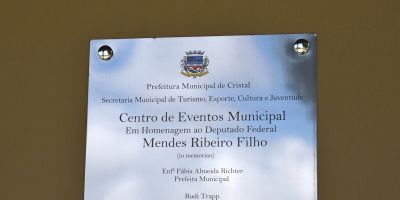 Prefeitura Municipal de Cristal
Secretaria Municipal de Turismo, Esporte, Cultura e Juventude
Centro de Eventos Municipal
Em Homenagem ao Deputado Federal
Mendes Ribeiro Filho
(in memorian)
Enfª Fábia Almeida Richter
Prefeita Municipal
Rudi Trapp